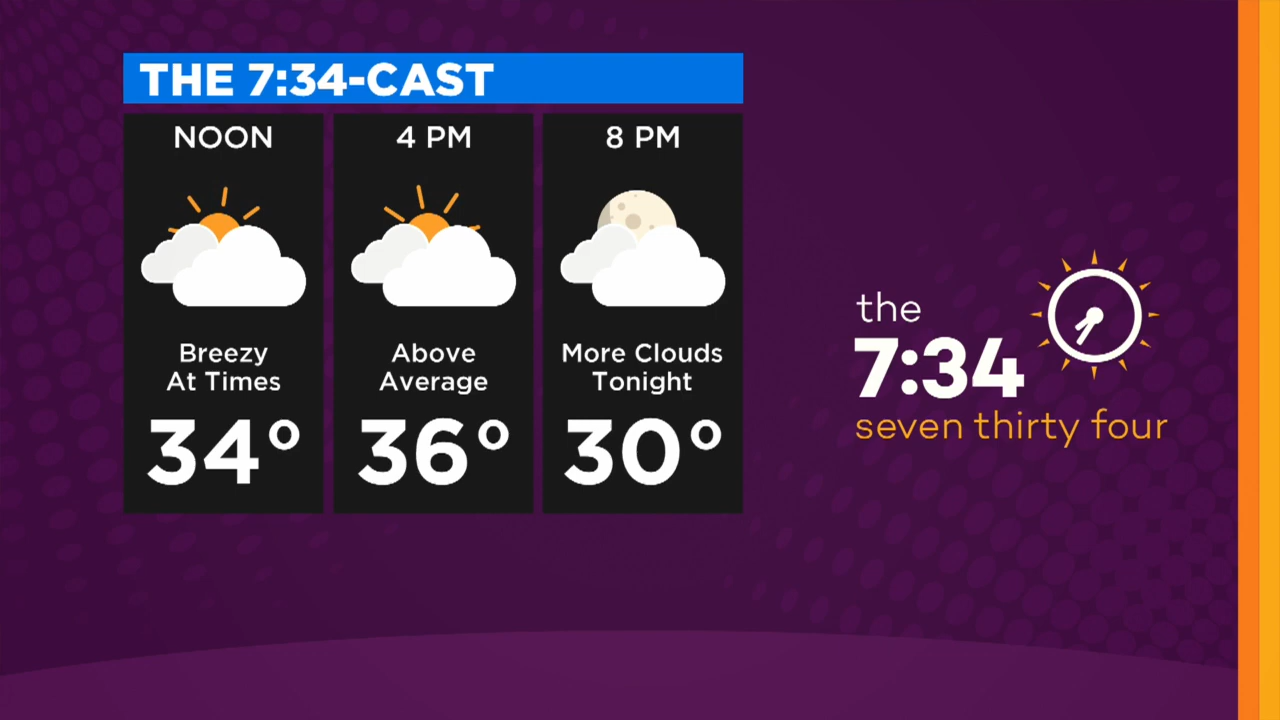 THE 7:34-CAST
NOON
Breezy
At Times
34°
4 PM
Above
Average
36°
8 PM
More Clouds
Tonight
30°
the
7:34
seven thirty four